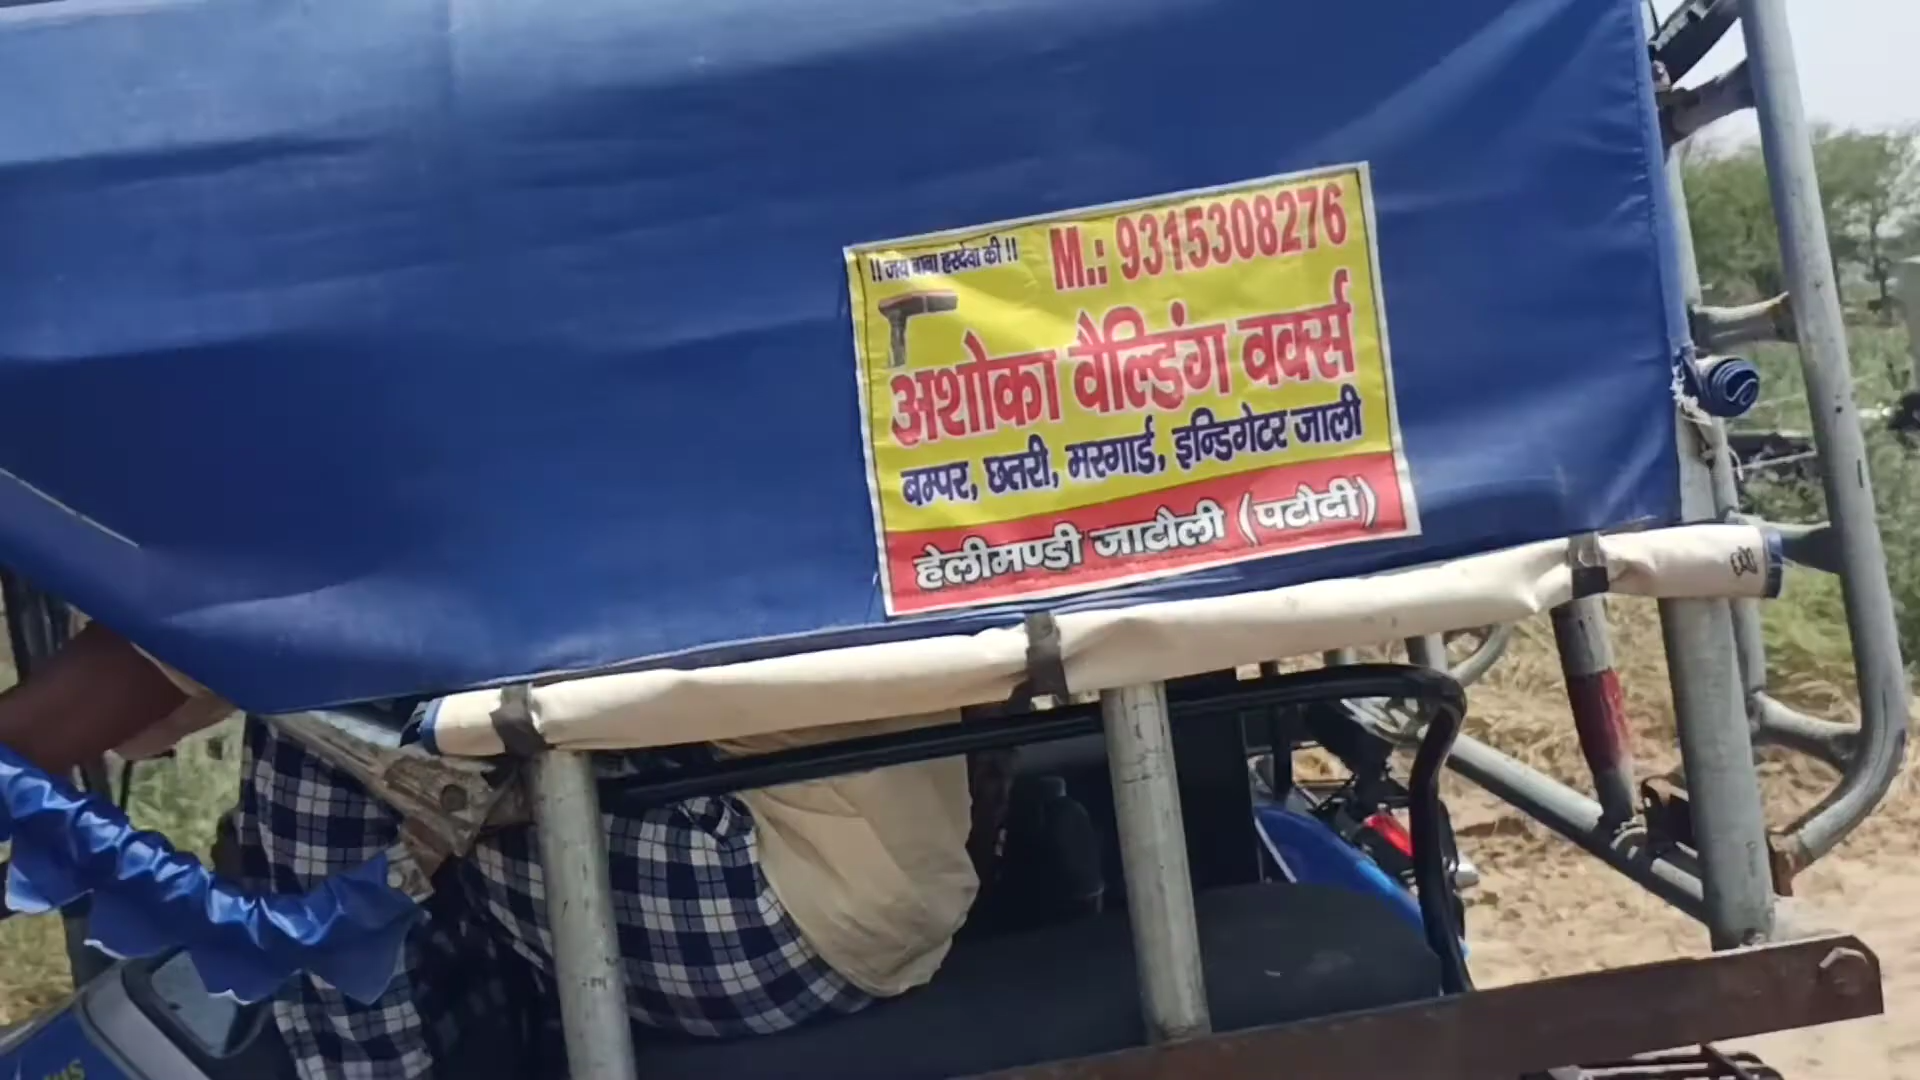 !! जय बाबा हरदेवा की !!
M.: 9315308276
अशोका वैल्डिंग वर्क्स
बम्पर, छतरी, मरगार्ड, इन्डिगेटर जाली
हेलीमण्डी जाटौली (पटौदी)